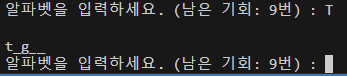 알파벳을 입력하세요. (남은 기회: 9번) : T
t_g__
알파벳을 입력하세요. (남은 기회: 9번) :